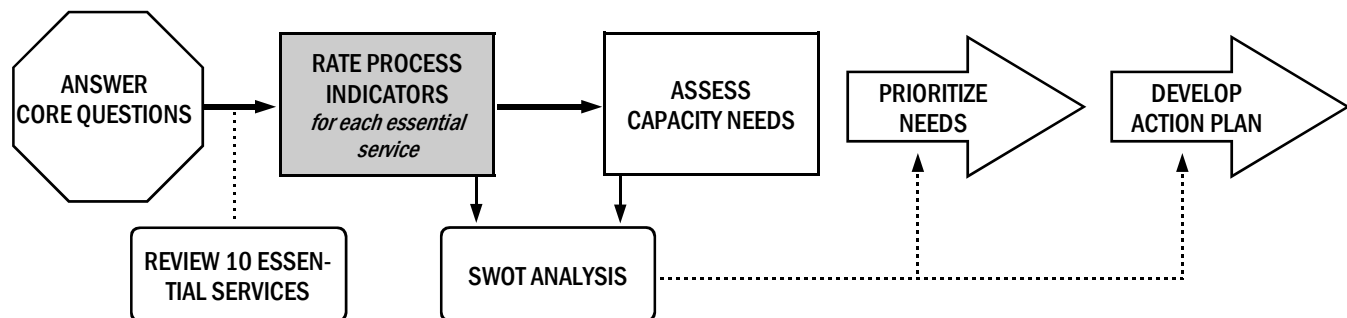 ANSWER
CORE QUESTIONS
RATE PROCESS
INDICATORS
for each essential
service
ASSESS
CAPACITY NEEDS
PRIORITIZE
NEEDS
DEVELOP
ACTION PLAN
REVIEW 10 ESSEN-
TIAL SERVICES
SWOT ANALYSIS